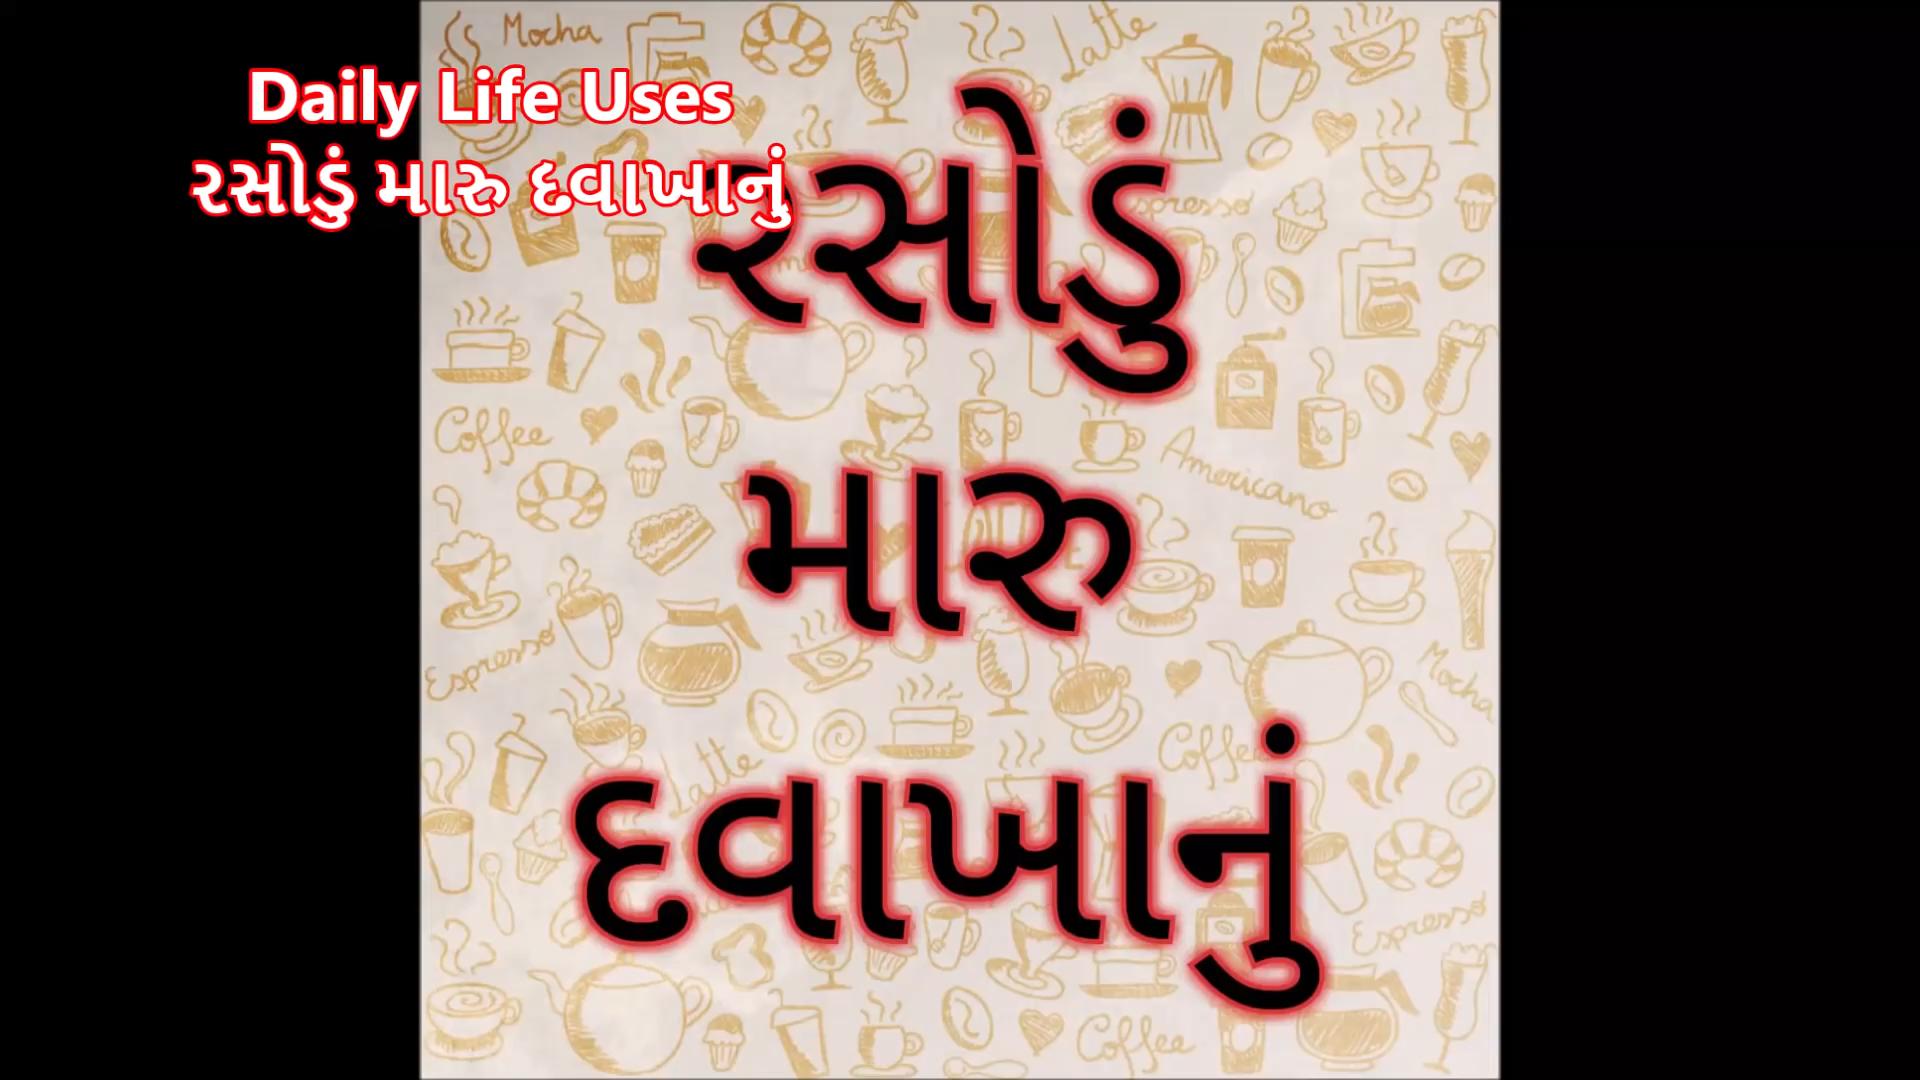 Daily Life Uses
રસોડું મારુ દવાખાનું
રસોડું
મારુ
દવાખાનું
Mocha
Latte
Espresso
Coffee
Americano
Espresso
Mocha
Latte
Coffee
Espresso
Coffee